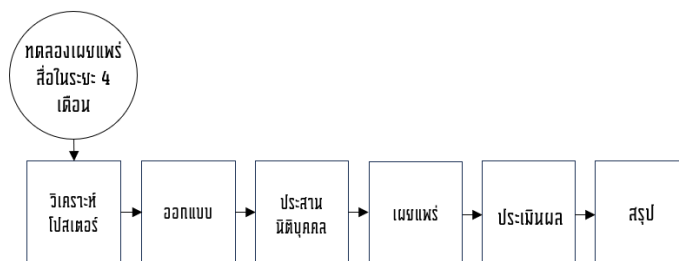 ทดลองเผยแพร่
สื่อในระยะ 4
เดือน
วิเคราะห์
โปสเตอร์
ออกแบบ
ประสาน
นิติบุคคล
เผยแพร่
ประเมินผล
สรุป